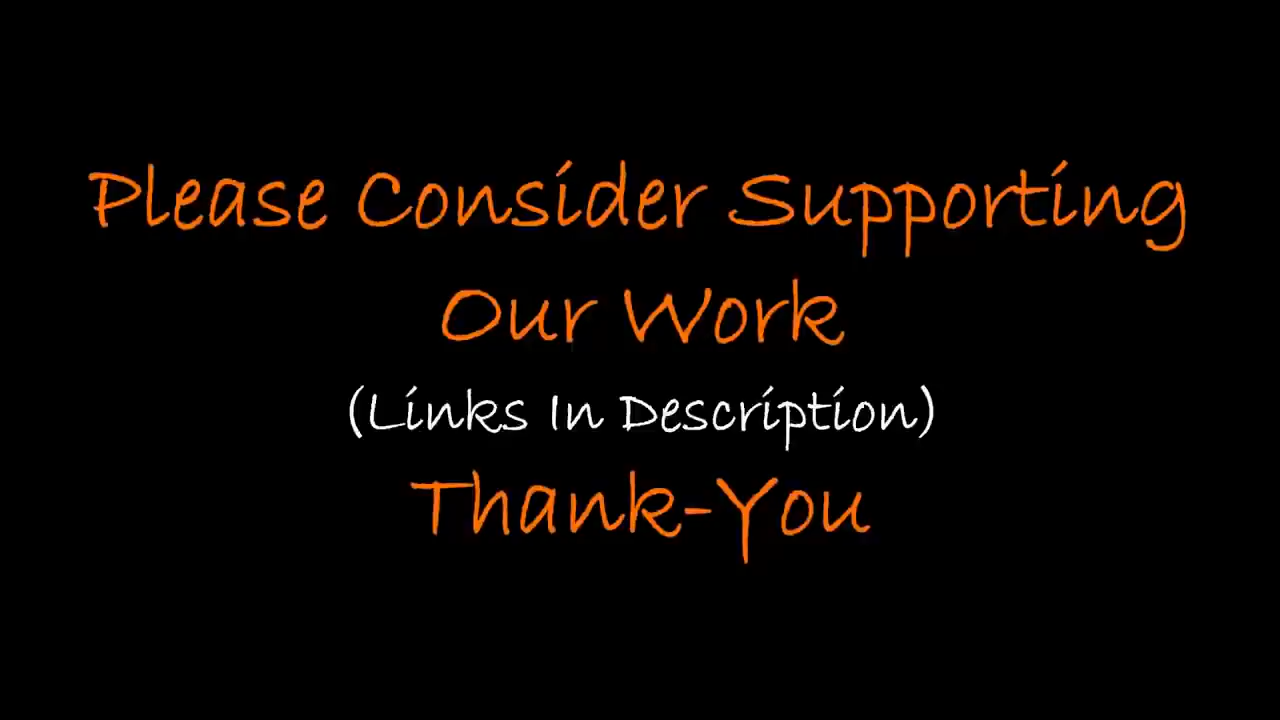 Please Consider Supporting
Our Work
(Links In Description)
Thank-You